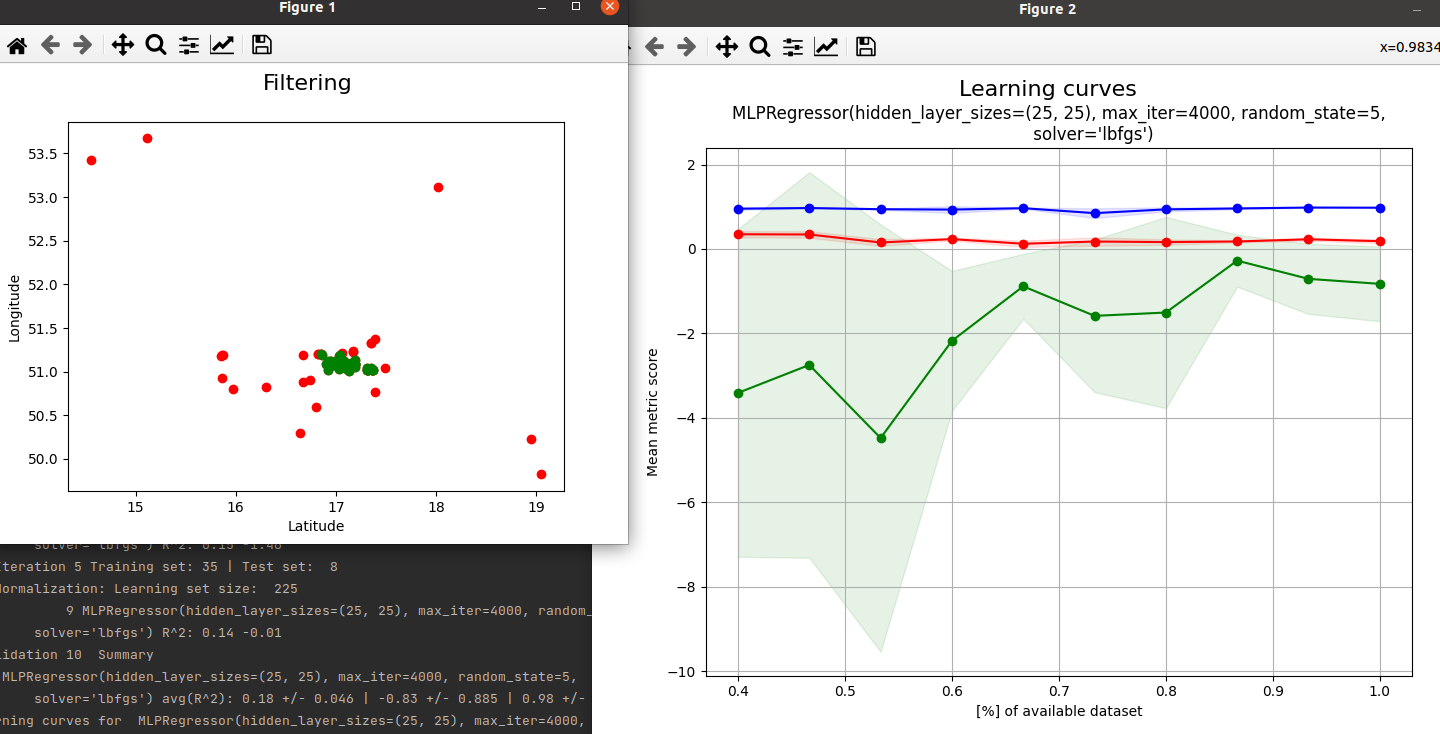 Figure 1
Filtering
53.5
53.0
52.5
52.0
51.5
51.0
50.5
50.0
Longitude
15 16 17 18 19
Latitude
Figure 2
x=0.9834
Learning curves
MLPRegressor(hidden_layer_sizes=(25, 25), max_iter=4000, random_state=5,
solver='lbfgs')
2
0
−2
−4
−6
−8
−10
Mean metric score
0.4 0.5 0.6 0.7 0.8 0.9 1.0
[%] of available dataset
solver='lbfgs') R^2: 0.15 -1.46
Iteration 5 Training set: 35 | Test set:  8
Normalization: Learning set size:  225
9 MLPRegressor(hidden_layer_sizes=(25, 25), max_iter=4000, random_
solver='lbfgs') R^2: 0.14 -0.01
lidation 10  Summary
MLPRegressor(hidden_layer_sizes=(25, 25), max_iter=4000, random_state=5,
solver='lbfgs') avg(R^2): 0.18 +/- 0.046 | -0.83 +/- 0.885 | 0.98 +/-
rning curves for  MLPRegressor(hidden_layer_sizes=(25, 25), max_iter=4000,